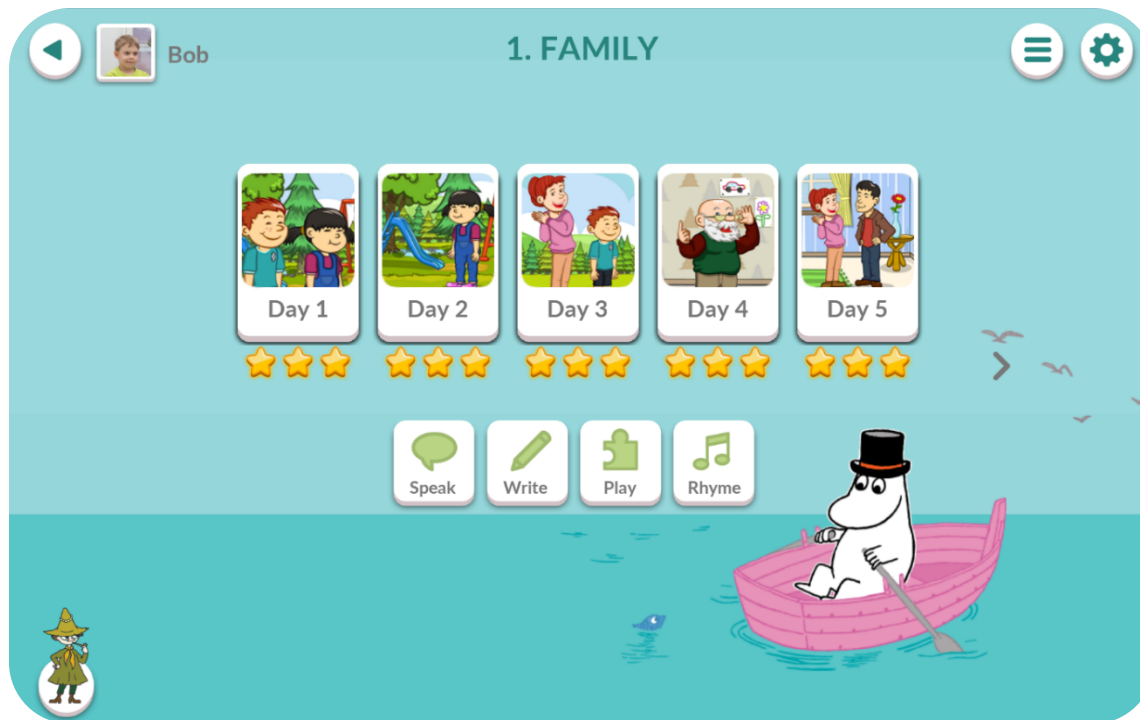 Bob
1. FAMILY
Day 1
Day 2
Day 3
Day 4
Day 5
Speak
Write
Play
Rhyme